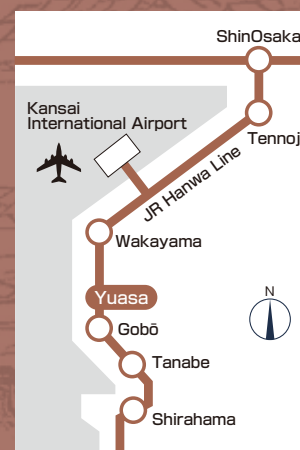 ShinOsaka
Kansai
International Airport
Tennoj
JR Hanwa Line
Wakayama
Yuasa
N
Gobō
Tanabe
Shirahama